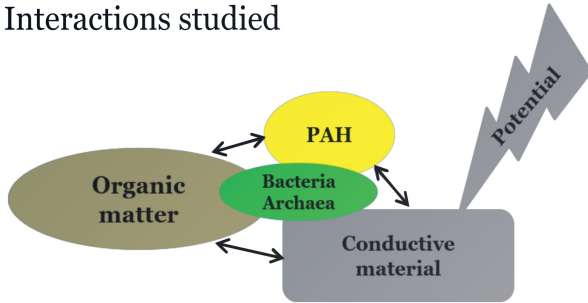 Interactions studied
Potential
PAH
Organic
matter
Bacteria
Archaea
Conductive
material